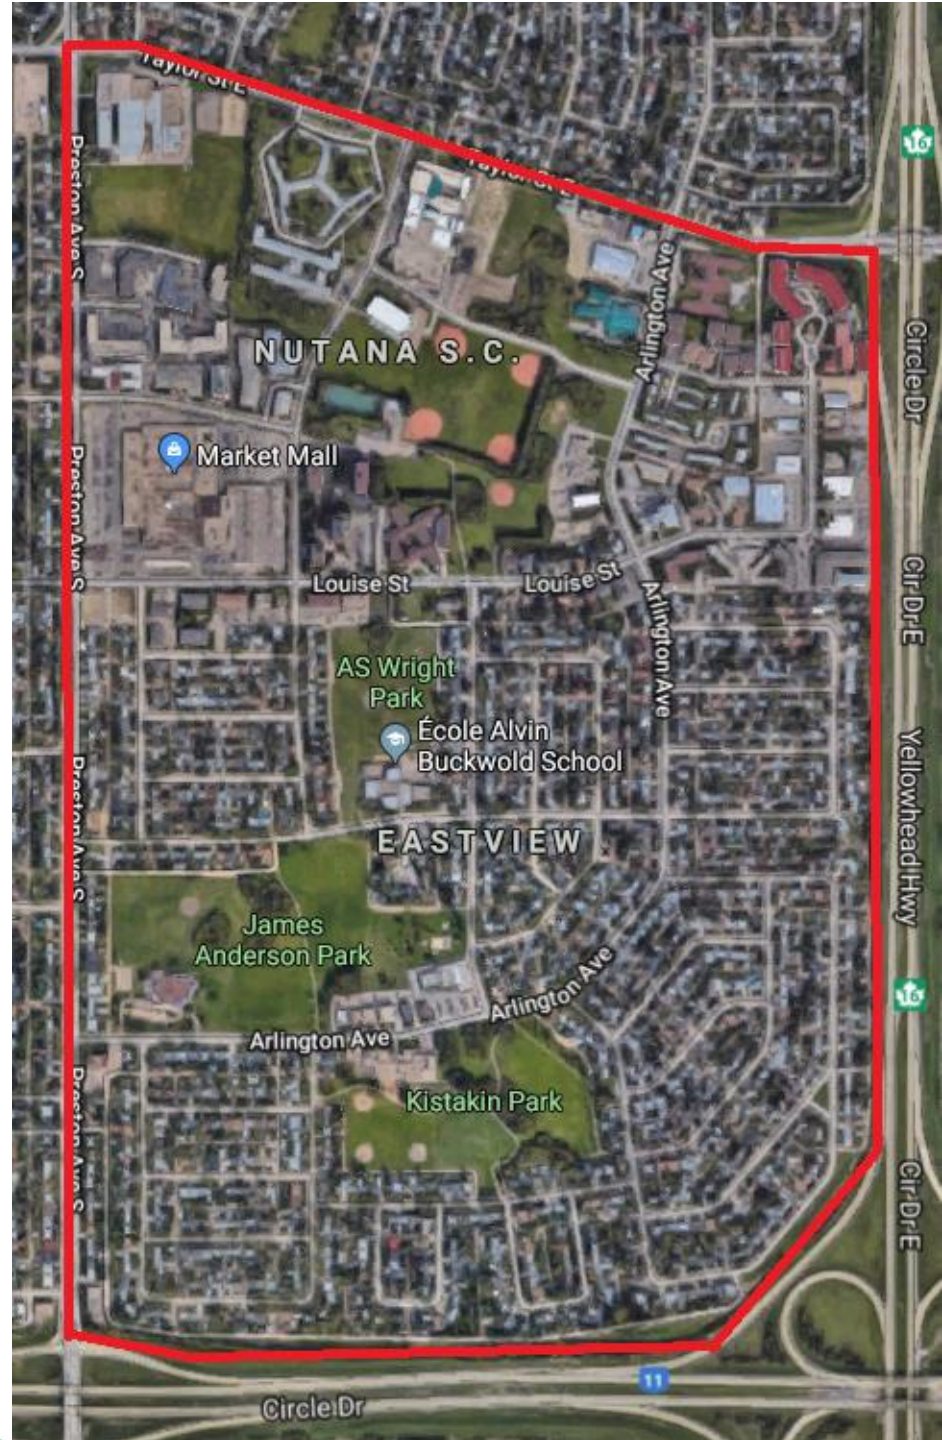 Taylor St E
Taylor St E
16
Preston Ave S
Arlington Ave
Circle Dr
NUTANA S.C.
Market Mall
Preston Ave S
Louise St
Louise St
Cir Dr E
Arlington Ave
AS Wright
Park
École Alvin
Buckwold School
Yellowhead Hwy
Preston Ave S
EASTVIEW
James
Anderson Park
Arlington Ave
16
Arlington Ave
Kistakin Park
Preston Ave S
Cir Dr E
11
Circle Dr